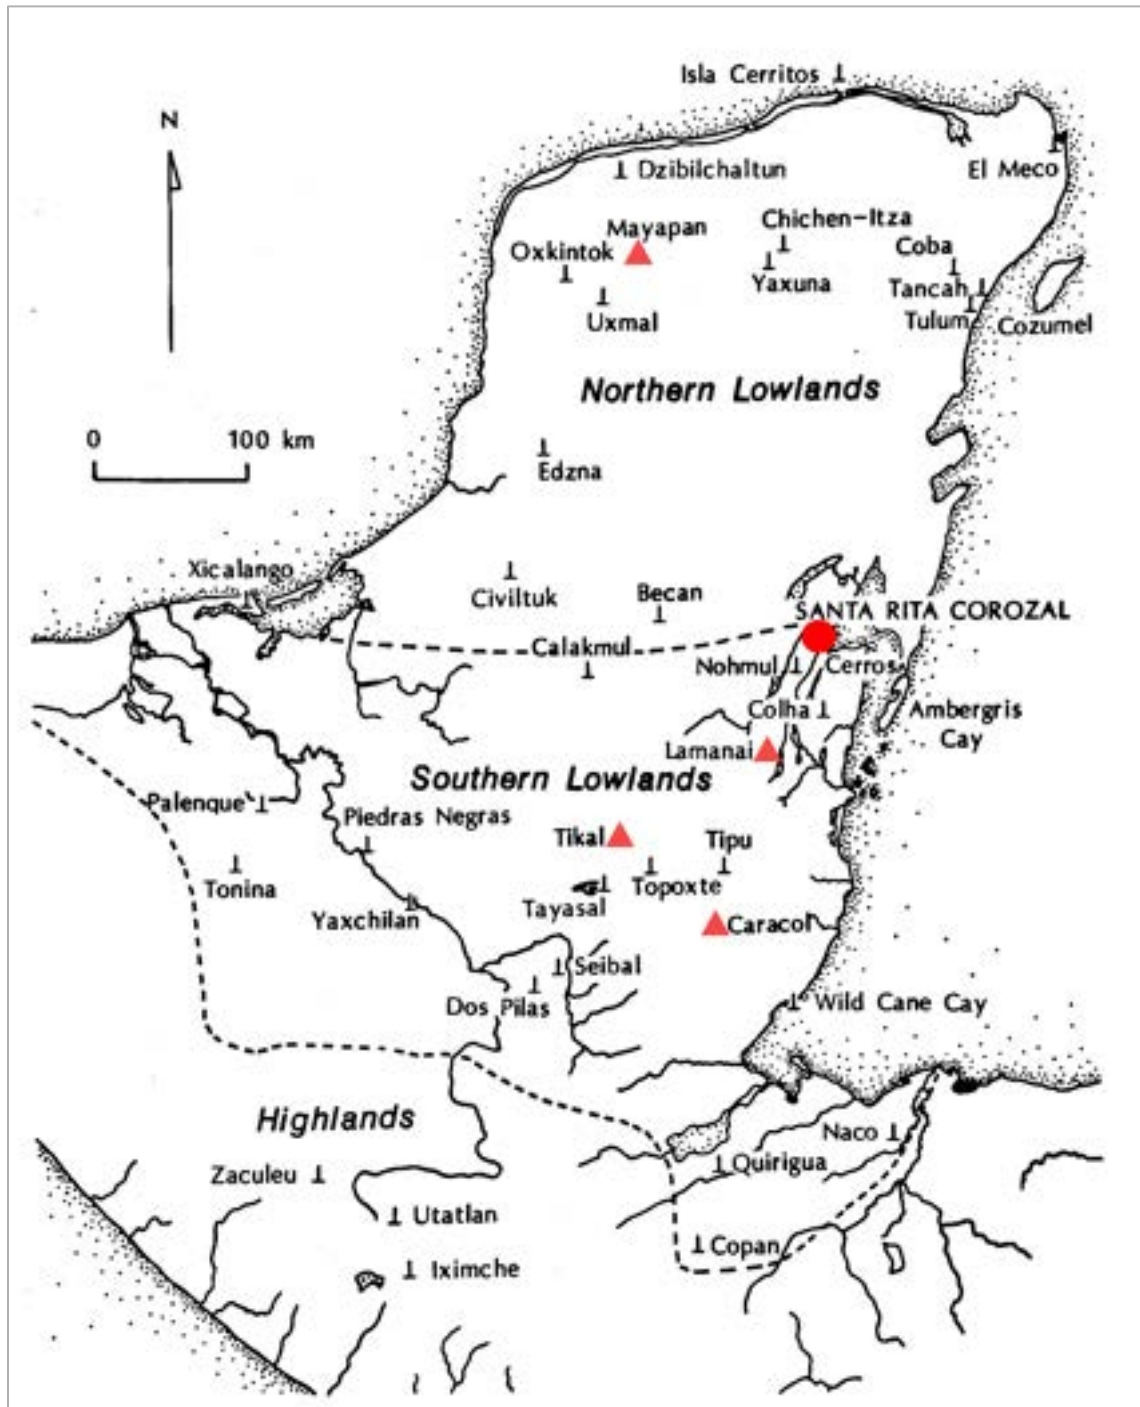 Isla Cerritos
N
Dzibilchaltun
El Meco
Mayapan
Chichen-Itza
Oxkintok
Coba
Yaxuna
Tancah
Uxmal
Tulum
Cozumel
Northern Lowlands
0 100 km
Edzna
Xicalango
Civiltuk
Becan
SANTA RITA COROZAL
Calakmul
Nohmul
Cerros
Colha
Ambergris
Cay
Lamanai
Southern Lowlands
Palenque
Piedras Negras
Tikal
Tipu
Tonina
Topoxte
Tayasal
Yaxchilan
Caracol
Seibal
Dos Pilas
Wild Cane Cay
Highlands
Naco
Zaculeu
Quirigua
Utatlan
Copan
Iximche